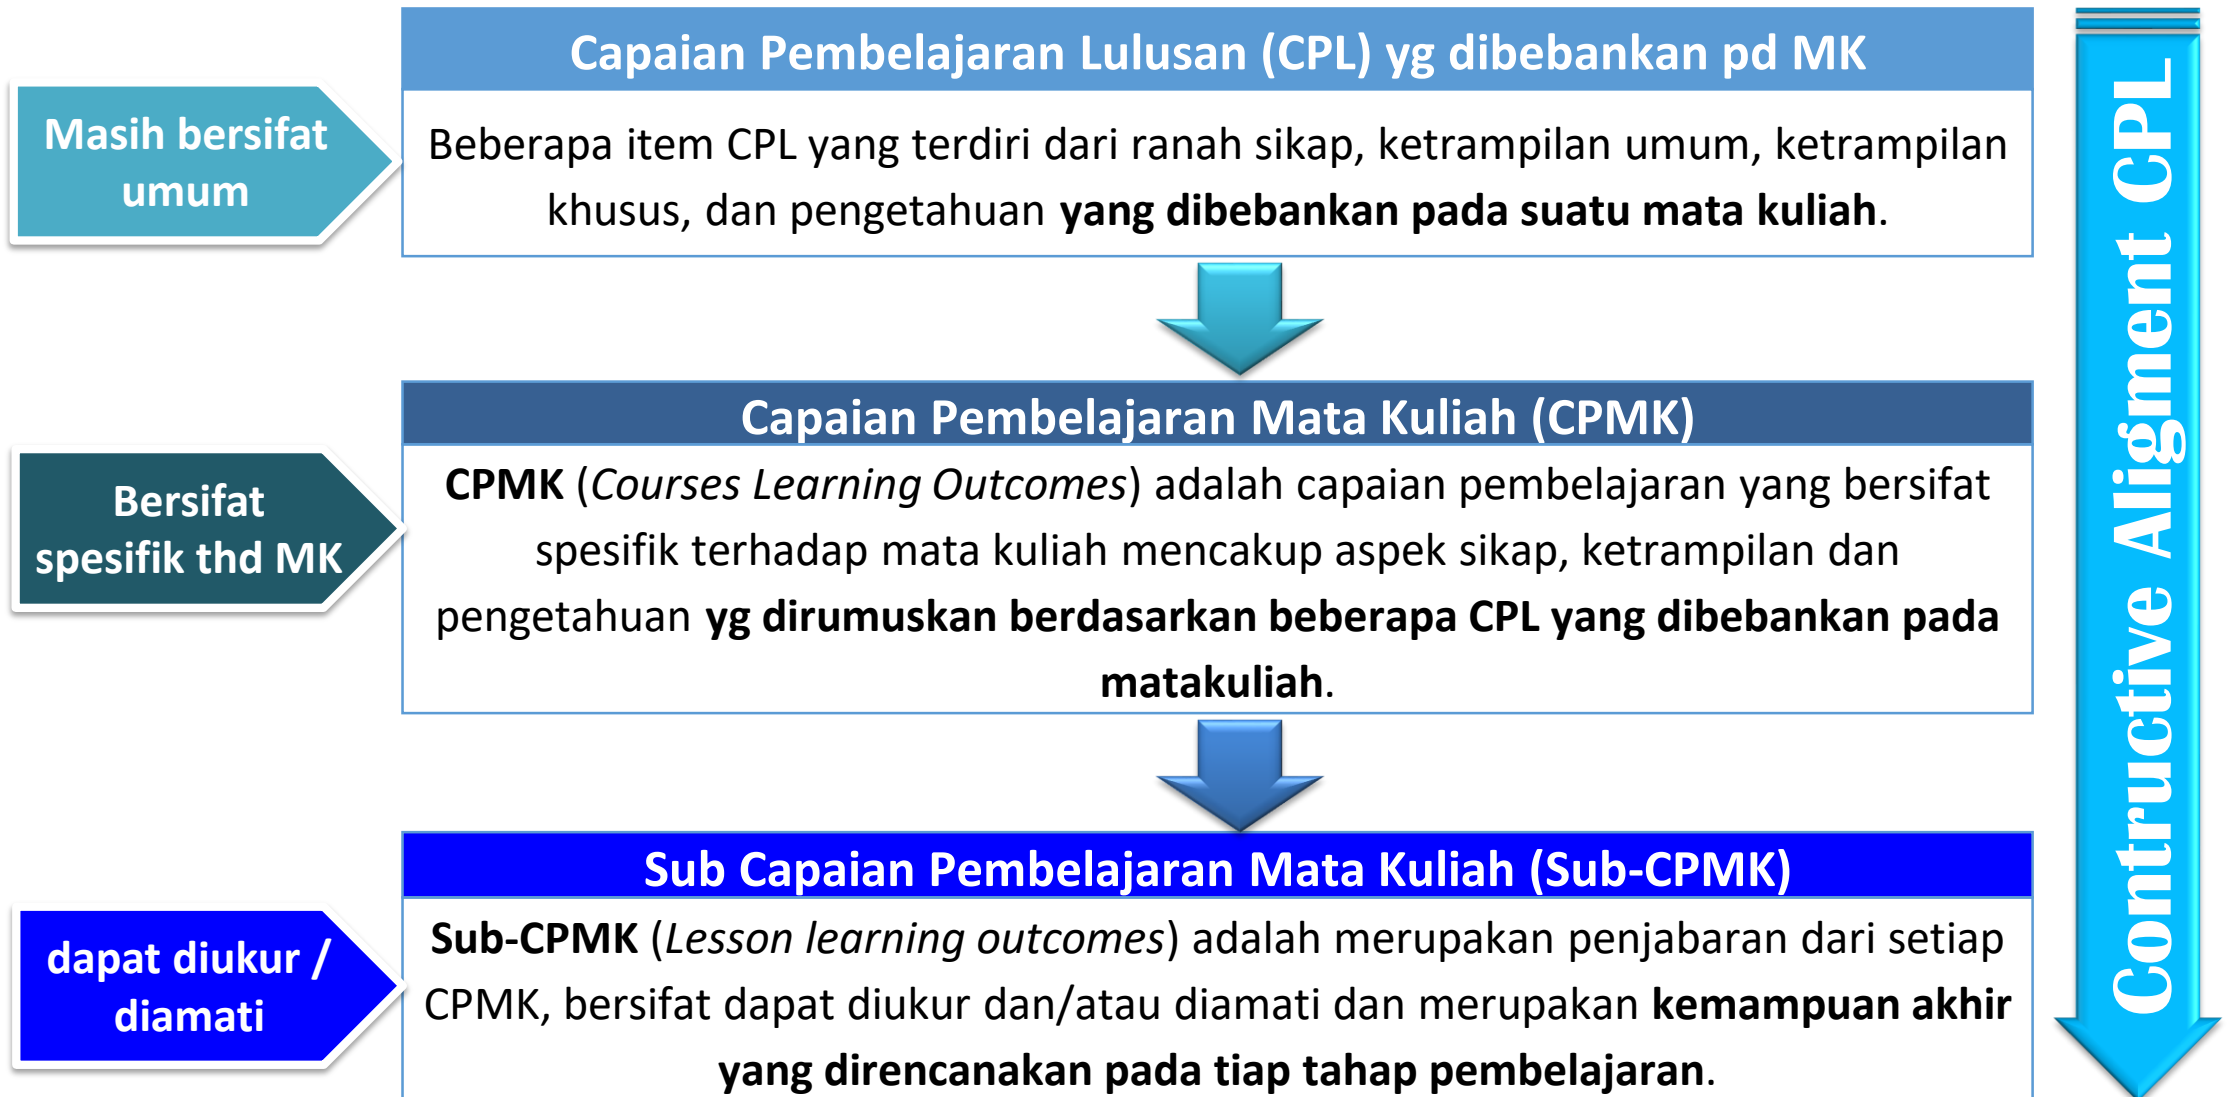 Capaian Pembelajaran Lulusan (CPL) yg dibebankan pd MK
Masih bersifat
umum
Beberapa item CPL yang terdiri dari ranah sikap, ketrampilan umum, ketrampilan
khusus, dan pengetahuan yang dibebankan pada suatu mata kuliah.
Capaian Pembelajaran Mata Kuliah (CPMK)
Bersifat
spesifik thd MK
CPMK (Courses Learning Outcomes) adalah capaian pembelajaran yang bersifat
spesifik terhadap mata kuliah mencakup aspek sikap, ketrampilan dan
pengetahuan yg dirumuskan berdasarkan beberapa CPL yang dibebankan pada
matakuliah.
Sub Capaian Pembelajaran Mata Kuliah (Sub-CPMK)
dapat diukur /
diamati
Sub-CPMK (Lesson learning outcomes) adalah merupakan penjabaran dari setiap
CPMK, bersifat dapat diukur dan/atau diamati dan merupakan kemampuan akhir
yang direncanakan pada tiap tahap pembelajaran.
Contructive Aligment CPL